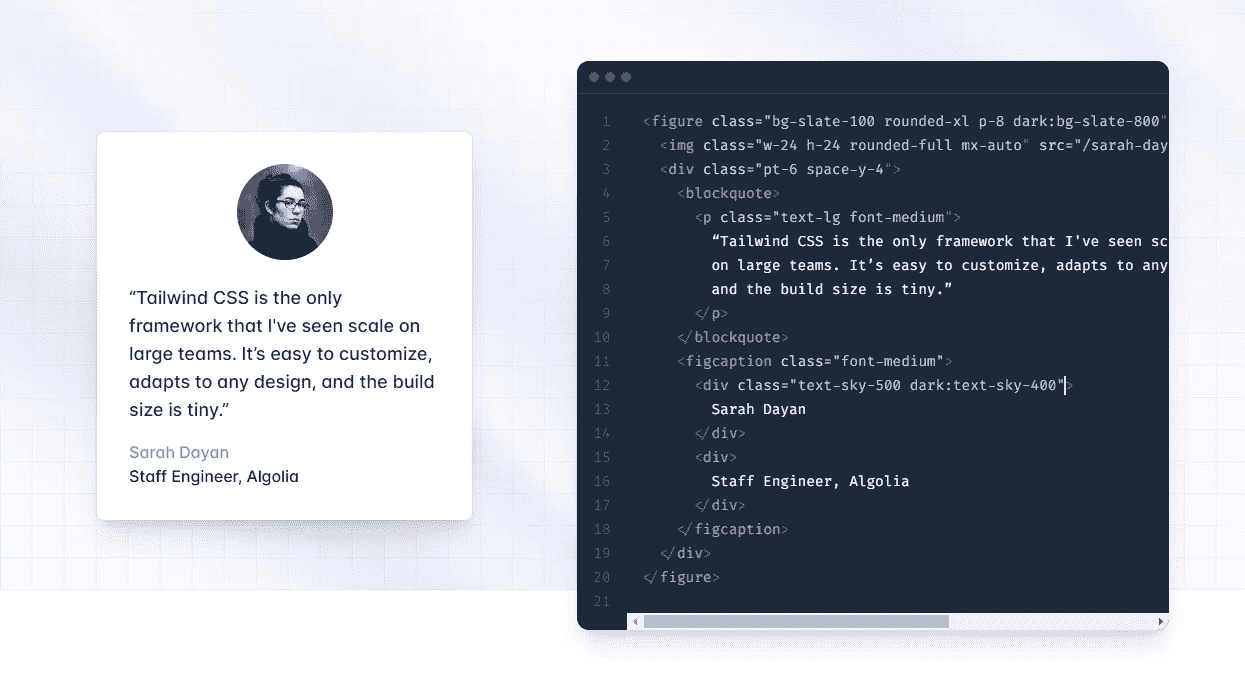 “Tailwind CSS is the only
framework that I've seen scale on
large teams. It’s easy to customize,
adapts to any design, and the build
size is tiny.”
Sarah Dayan
Staff Engineer, Algolia
1 <figure class="bg-slate-100 rounded-xl p-8 dark:bg-slate-800"
2 <img class="w-24 h-24 rounded-full mx-auto" src="/sarah-day
3 <div class="pt-6 space-y-4">
4 <blockquote>
5 <p class="text-lg font-medium">
6 “Tailwind CSS is the only framework that I've seen sc
7 on large teams. It’s easy to customize, adapts to any
8 and the build size is tiny.”
9 </p>
10 </blockquote>
11 <figcaption class="font-medium">
12 <div class="text-sky-500 dark:text-sky-400">
13 Sarah Dayan
14 </div>
15 <div>
16 Staff Engineer, Algolia
17 </div>
18 </figcaption>
19 </div>
20 </figure>
21